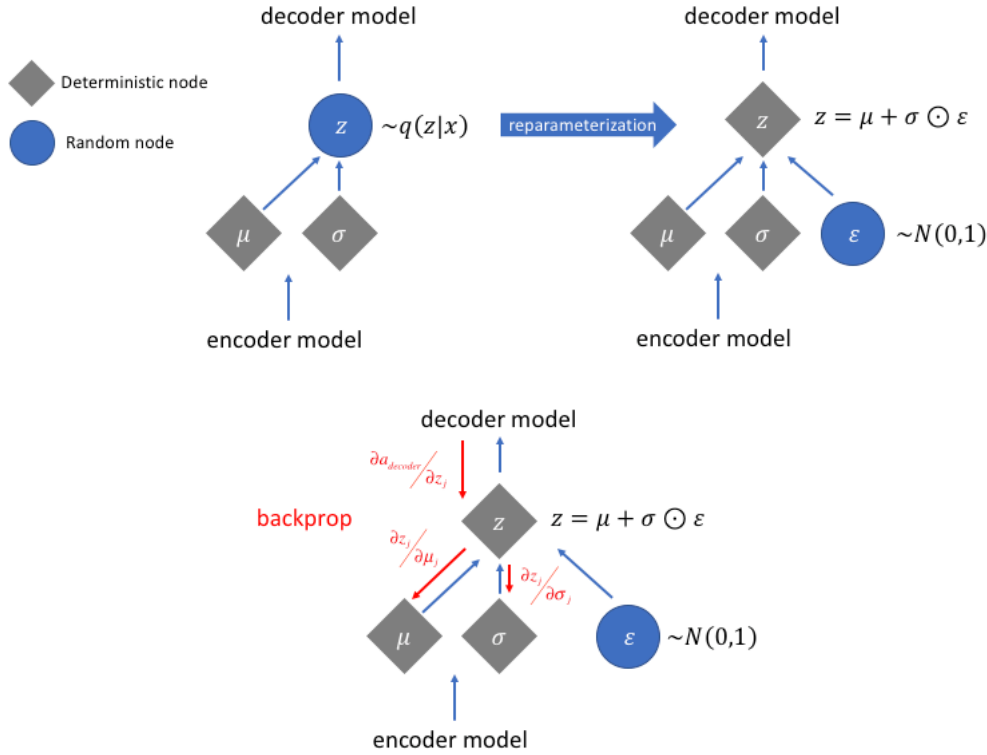 decoder model
decoder model
Deterministic node
Random node
z
~q(z|x)
reparameterization
z
z = μ + σ ⊙ ε
μ
σ
μ
σ
ε
~N(0,1)
encoder model
encoder model
decoder model
∂a_decoder/∂z_j
backprop
z
z = μ + σ ⊙ ε
∂z_j/∂μ_j
∂z_j/∂σ_j
μ
σ
ε
~N(0,1)
encoder model